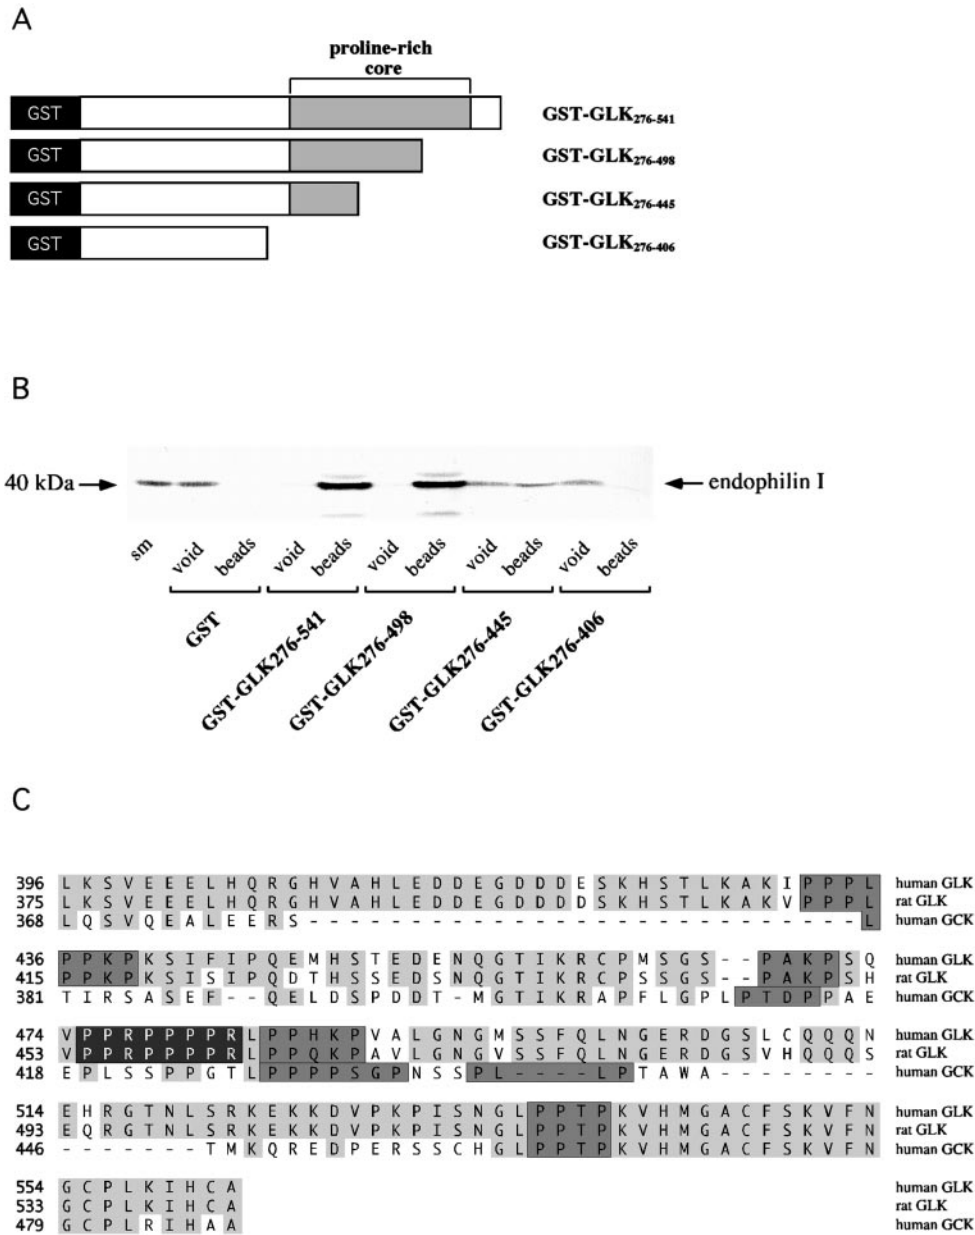 A
proline-rich
core
GST GST-GLK276-541
GST GST-GLK276-498
GST GST-GLK276-445
GST GST-GLK276-406
B
40 kDa endophilin I
sm void beads void beads void beads void beads void beads
GST GST-GLK276-541 GST-GLK276-498 GST-GLK276-445 GST-GLK276-406
C
396 L K S V E E E L H Q R G H V A H L E D D E G D D D E S K H S T L K A K I P P P L human GLK
375 L K S V E E E L H Q R G H V A H L E D D E G D D D D S K H S T L K A K V P P P L rat GLK
368 L Q S V Q E A L E E R S - - - - - - - - - - - - - - - - - - - - - - - - - - - L human GCK
436 P P K P K S I F I P Q E M H S T E D E N Q G T I K R C P M S G S - - P A K P S Q human GLK
415 P P K P K S I S I P Q D T H S S E D S N Q G T I K R C P S S G S - - P A K P S H rat GLK
381 T I R S A S E F - - Q E L D S P D D T - M G T I K R A P F L G P L P T D P P A E human GCK
474 V P P R P P P P R L P P H K P V A L G N G M S S F Q L N G E R D G S L C Q Q Q N human GLK
453 V P P R P P P P R L P P Q K P A V L G N G V S S F Q L N G E R D G S V H Q Q Q S rat GLK
418 E P L S S P P G T L P P P P S G P N S S P L - - - - L P T A W A - - - - - - - - human GCK
514 E H R G T N L S R K E K K D V P K P I S N G L P P T P K V H M G A C F S K V F N human GLK
493 E Q R G T N L S R K E K K D V P K P I S N G L P P T P K V H M G A C F S K V F N rat GLK
446 - - - - - - - T M K Q R E D P E R S S C H G L P P T P K V H M G A C F S K V F N human GCK
554 G C P L K I H C A human GLK
533 G C P L K I H C A rat GLK
479 G C P L R I H A A human GCK